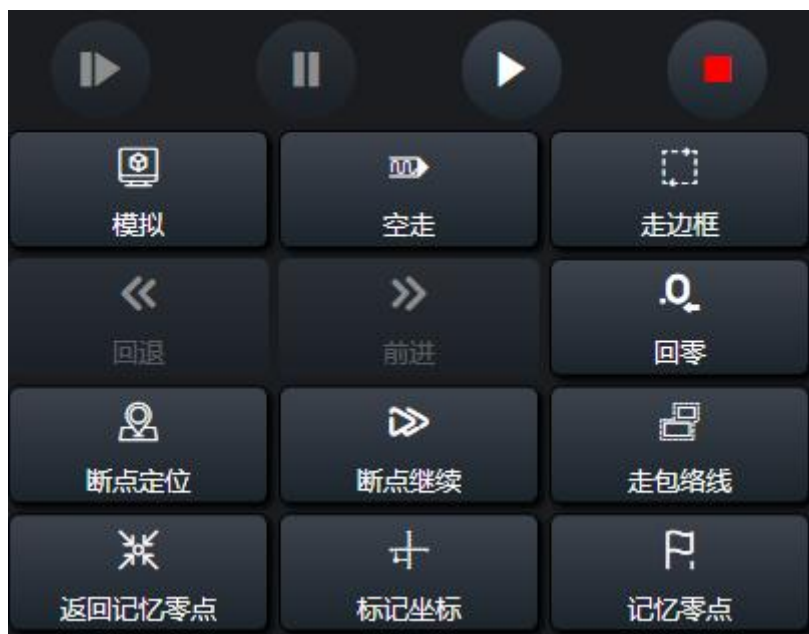 模拟
空走
走边框
回退
前进
.0
回零
断点定位
断点继续
走包络线
返回记忆零点
标记坐标
记忆零点